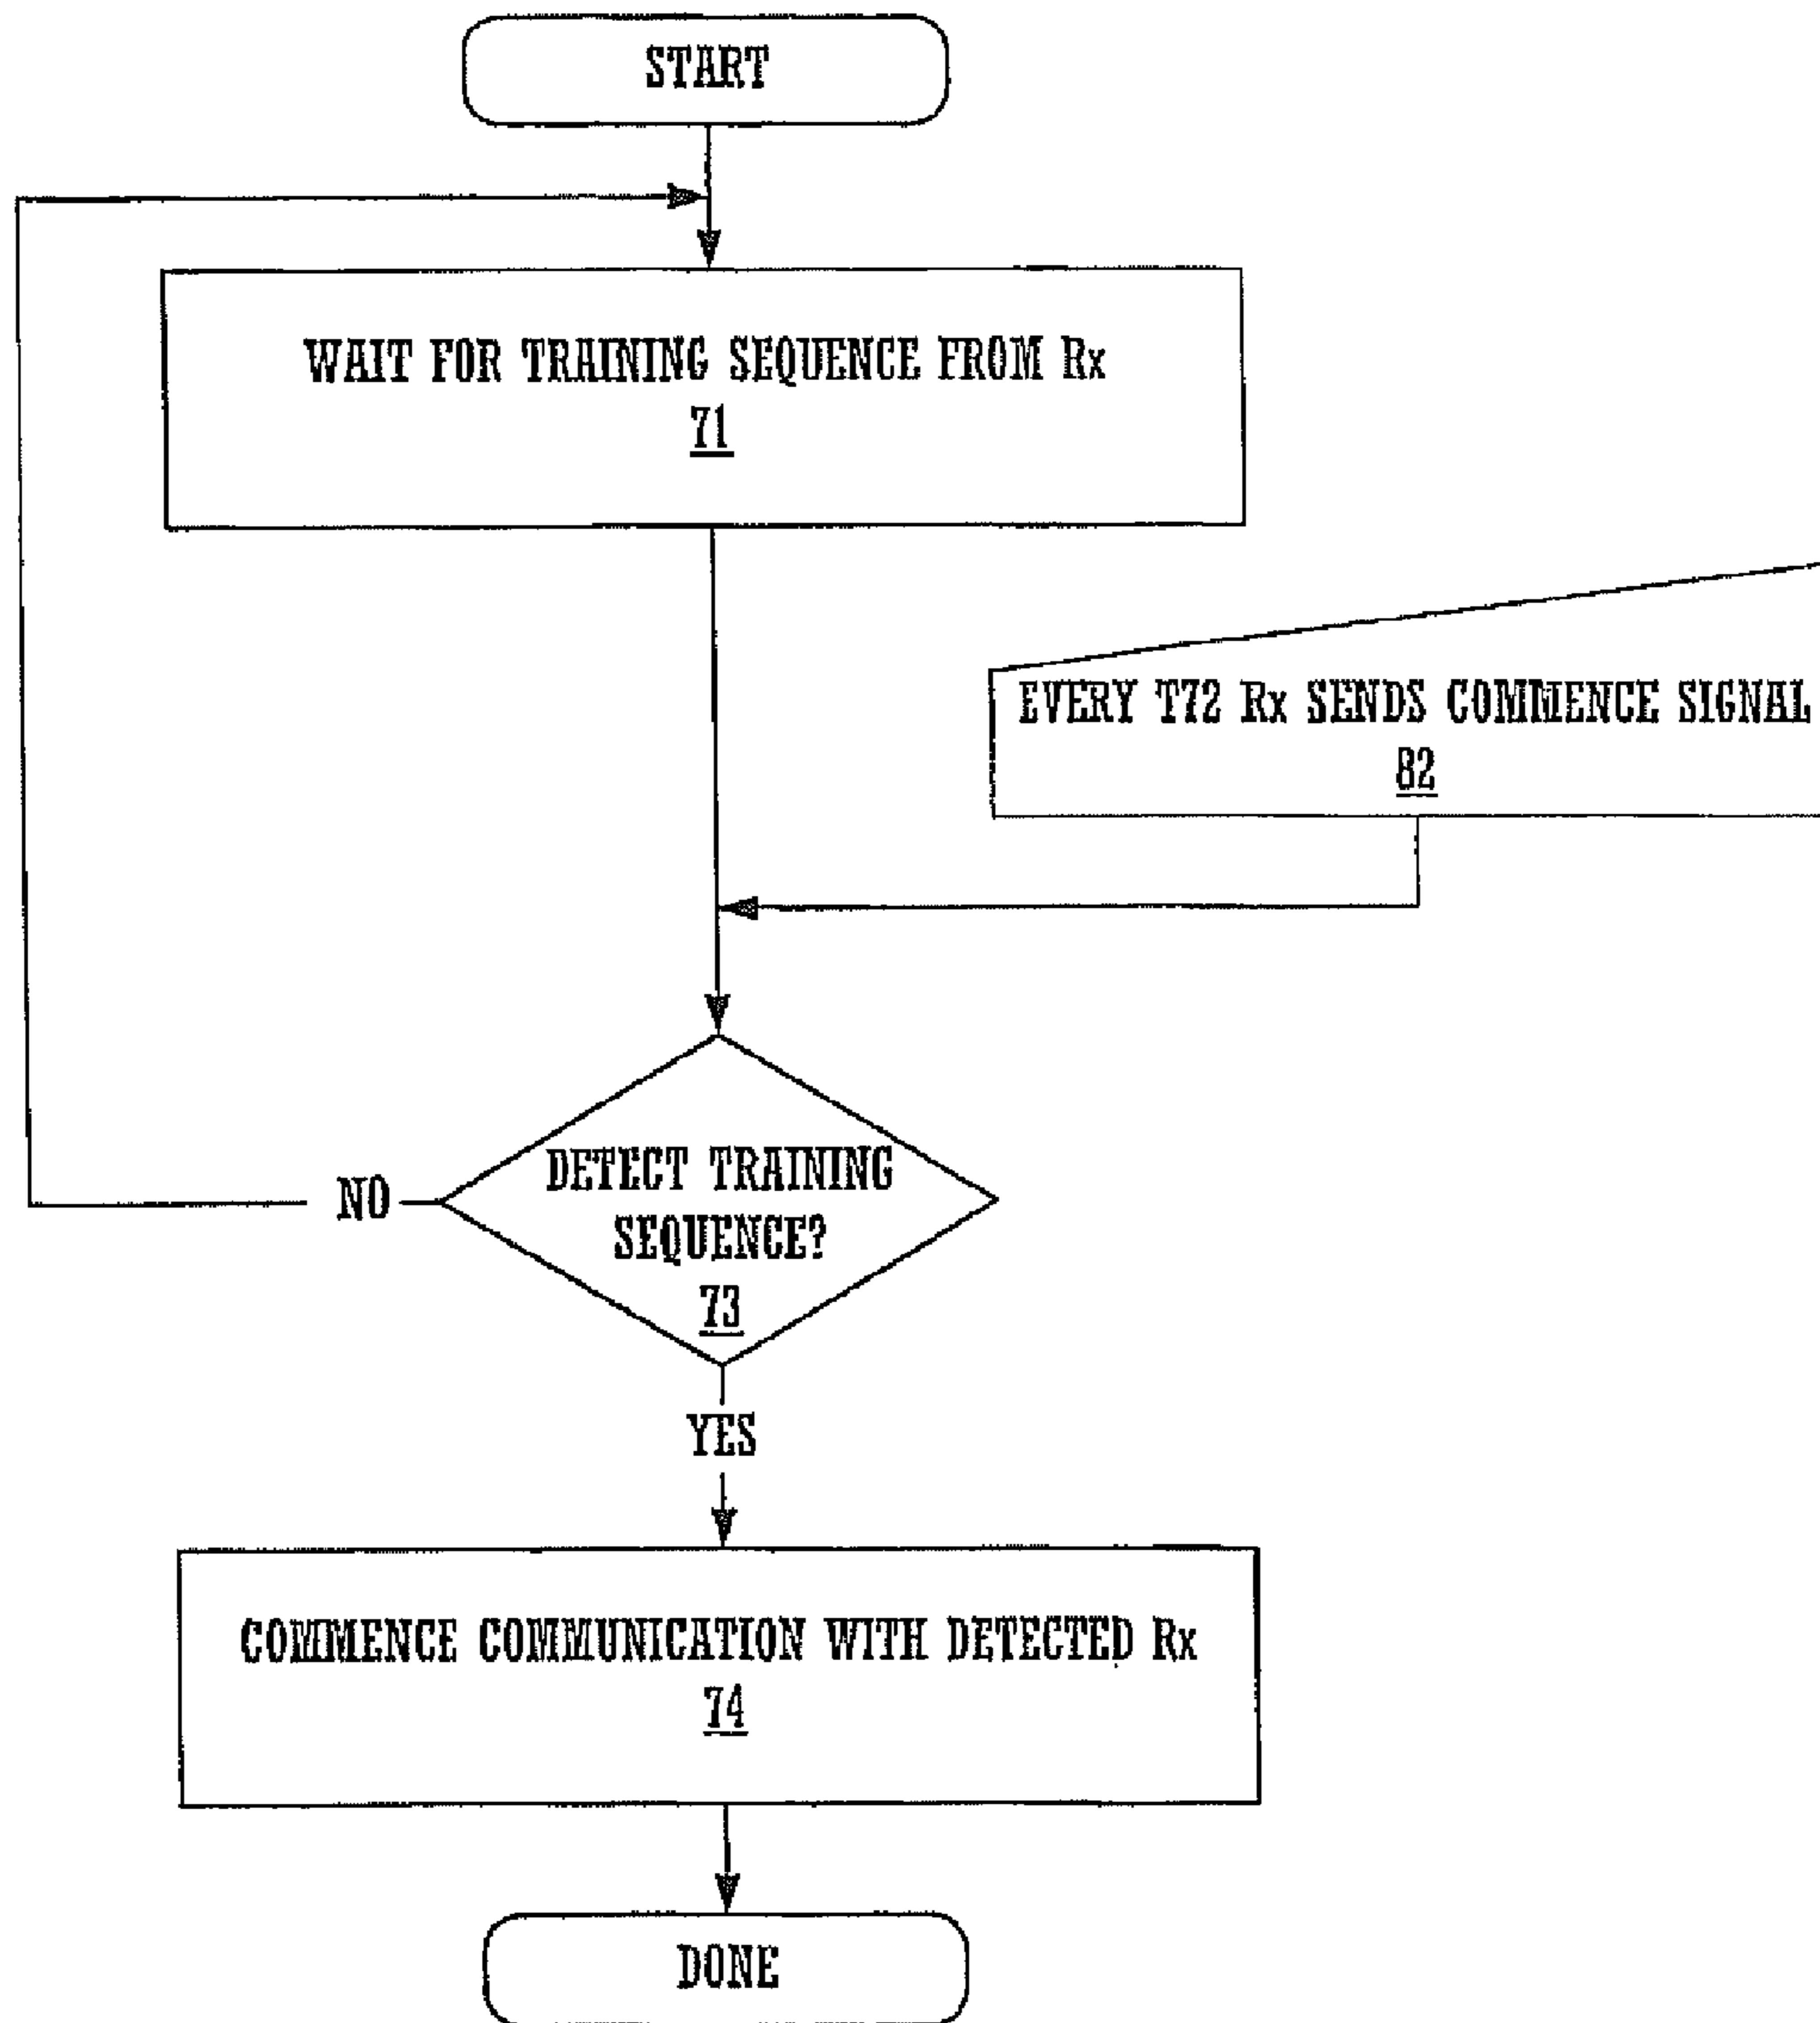 START
WAIT FOR TRAINING SEQUENCE FROM Rx
71
EVERY T72 Rx SENDS COMMENCE SIGNAL
82
DETECT TRAINING
SEQUENCE?
73
NO
YES
COMMENCE COMMUNICATION WITH DETECTED Rx
74
DONE